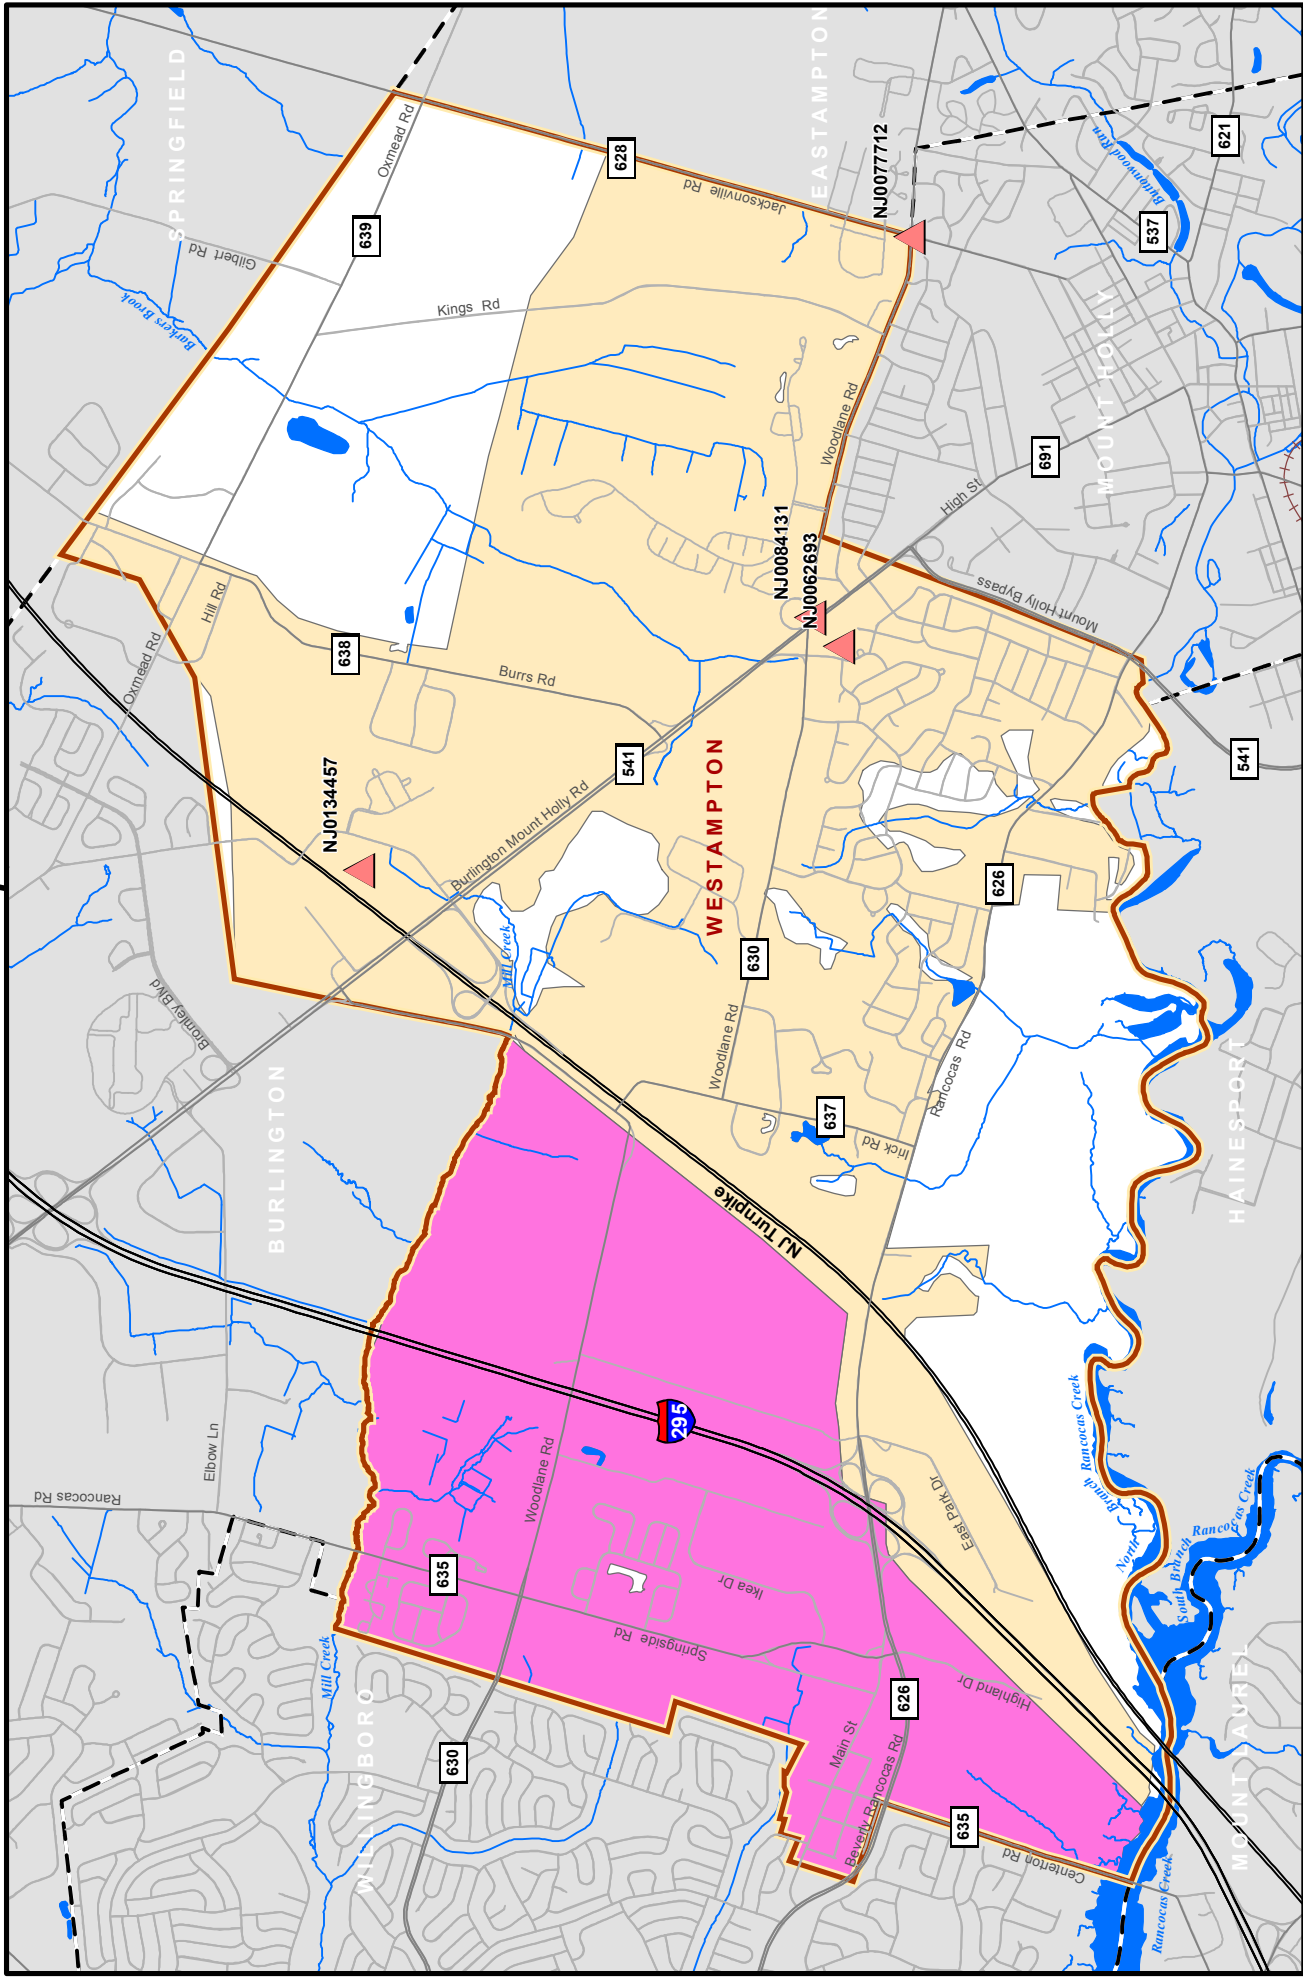 SPRINGFIELD
EASTAMPTON
Oxmead Rd
628
NJ0077712
621
Buttonwood Run
Jacksonville Rd
639
537
Gilbert Rd
Barkers Brook
Kings Rd
MOUNT HOLLY
Woodlane Rd
691
High St
NJ0084131
NJ0062693
Mount Holly Bypass
Hill Rd
638
Oxmead Rd
Burrs Rd
541
541
NJ0134457
Burlington Mount Holly Rd
WESTAMPTON
626
630
Mill Creek
Bromley Blvd
Woodlane Rd
Rancocas Rd
637
Irick Rd
HAINESPORT
BURLINGTON
NJ Turnpike
295
North Branch Rancocas Creek
Elbow Ln
Rancocas Rd
Woodlane Rd
East Park Dr
South Branch Rancocas Creek
635
Ikea Dr
Springside Rd
Mill Creek
WILLINGBORO
626
Highland Dr
Main St
630
MOUNT LAUREL
Beverly Rancocas Rd
635
Centerton Rd
Rancocas Creek